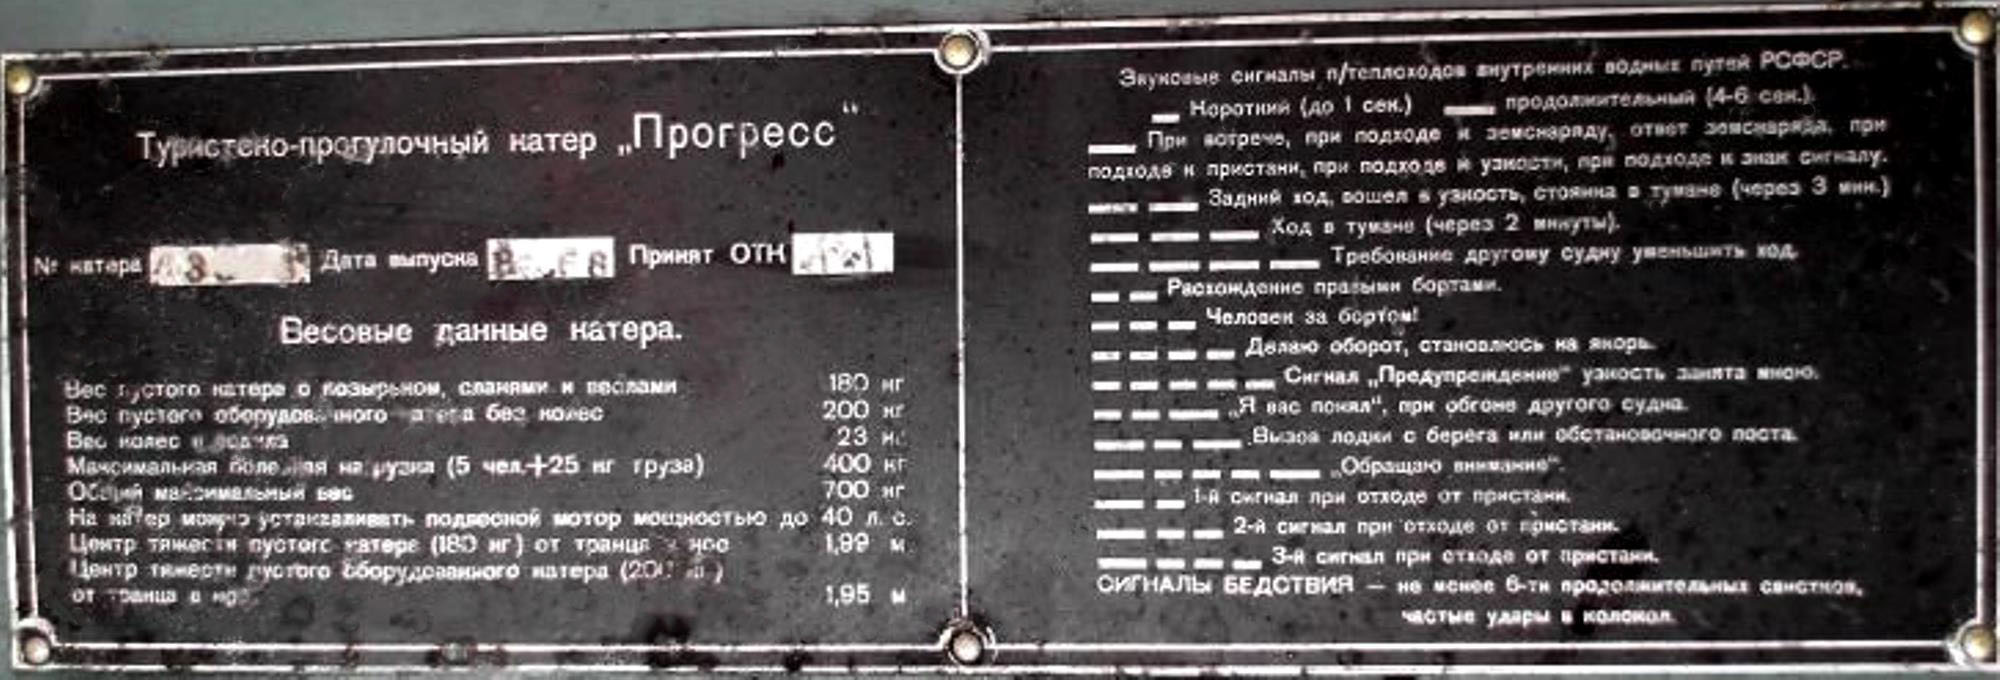 Туристско-прогулочный катер „Прогресс“
№ катера Дата выпуска Принят ОТК
Весовые данные катера.
Вес пустого катера с козырьком, сланями и веслами 180 кг
Вес пустого оборудованного катера без колес 200 кг
Вес колес и водила 23 кг
Максимальная полезная нагрузка (5 чел.+25 кг груза) 400 кг
Общий максимальный вес 700 кг
На катер можно устанавливать подвесной мотор мощностью до 40 л. с.
Центр тяжести пустого катера (180 кг) от транца в нос 1,99 м
Центр тяжести пустого оборудованного катера (200 кг)
от транца в нос 1,95 м
Звуковые сигналы п/теплоходов внутренних водных путей РСФСР.
Короткий (до 1 сек.) продолжительный (4-6 сек.)
При встрече, при подходе к земснаряду, ответ земснаряда, при
подходе к пристани, при подходе к узкости, при подходе к знак сигналу.
Задний ход, вошел в узкость, стоянка в тумане (через 3 мин.)
Ход в тумане (через 2 минуты).
Требование другому судну уменьшить ход.
Расхождение правыми бортами.
Человек за бортом!
Делаю оборот, становлюсь на якорь.
Сигнал „Предупреждение“ узкость занята мною.
„Я вас понял“, при обгоне другого судна.
Вызов лодки с берега или обстановочного поста.
„Обращаю внимание“.
1-й сигнал при отходе от пристани.
2-й сигнал при отходе от пристани.
3-й сигнал при отходе от пристани.
СИГНАЛЫ БЕДСТВИЯ — не менее 6-ти продолжительных свистков,
частые удары в колокол.